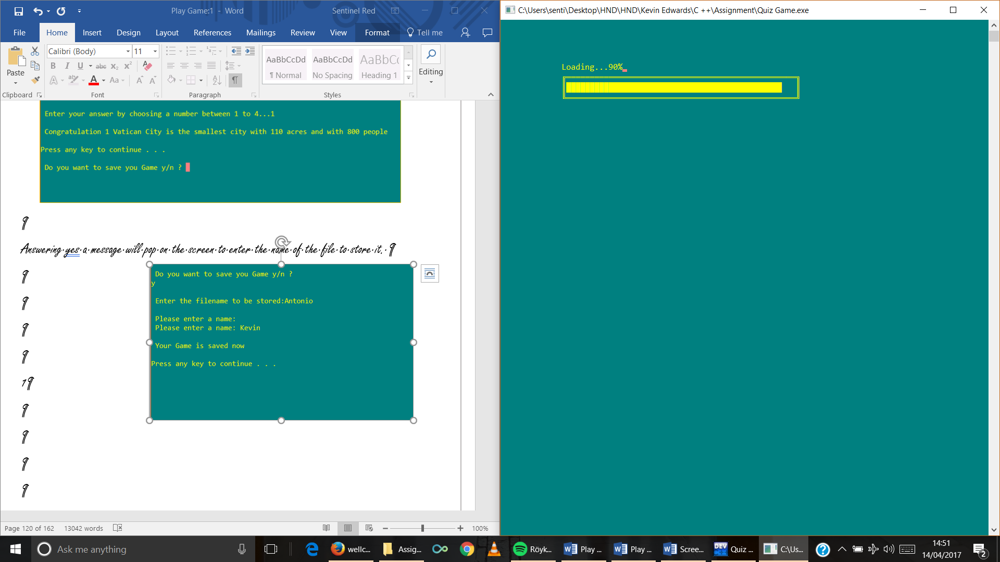 Play Game:1 - Word
Sentinel Red
File
Home
Insert
Design
Layout
References
Mailings
Review
View
Format
Tell me
Paste
Clipboard
Calibri (Body)
11
B I U abc x₂ x²
A ab A Aa A A
Font
Paragraph
AaBbCcDd
¶ Normal
AaBbCcDd
No Spacing
AaBbCc
Heading 1
Styles
Editing
Enter your answer by choosing a number between 1 to 4...1
Congratulation 1 Vatican City is the smallest city with 110 acres and with 800 people
Press any key to continue . . .
Do you want to save you Game y/n ?
¶
Answering·yes·a·message·will·pop·on·the·screen·to·enter·the·name·of·the·file·to·store·it.·¶
¶
¶
¶
¶
1¶
¶
¶
¶
¶
Do you want to save you Game y/n ?
y
Enter the filename to be stored:Antonio
Please enter a name:
Please enter a name: Kevin
Your Game is saved now
Press any key to continue . . .
Page 120 of 162
13042 words
100%
C:\Users\senti\Desktop\HND\HND\Kevin Edwards\C ++\Assignment\Quiz Game.exe
Loading...90%
Ask me anything
wellc...
Assig...
Röyk...
Play ...
Play ...
Scree...
DEV
Quiz ...
C:\Us...
14:51
14/04/2017
2